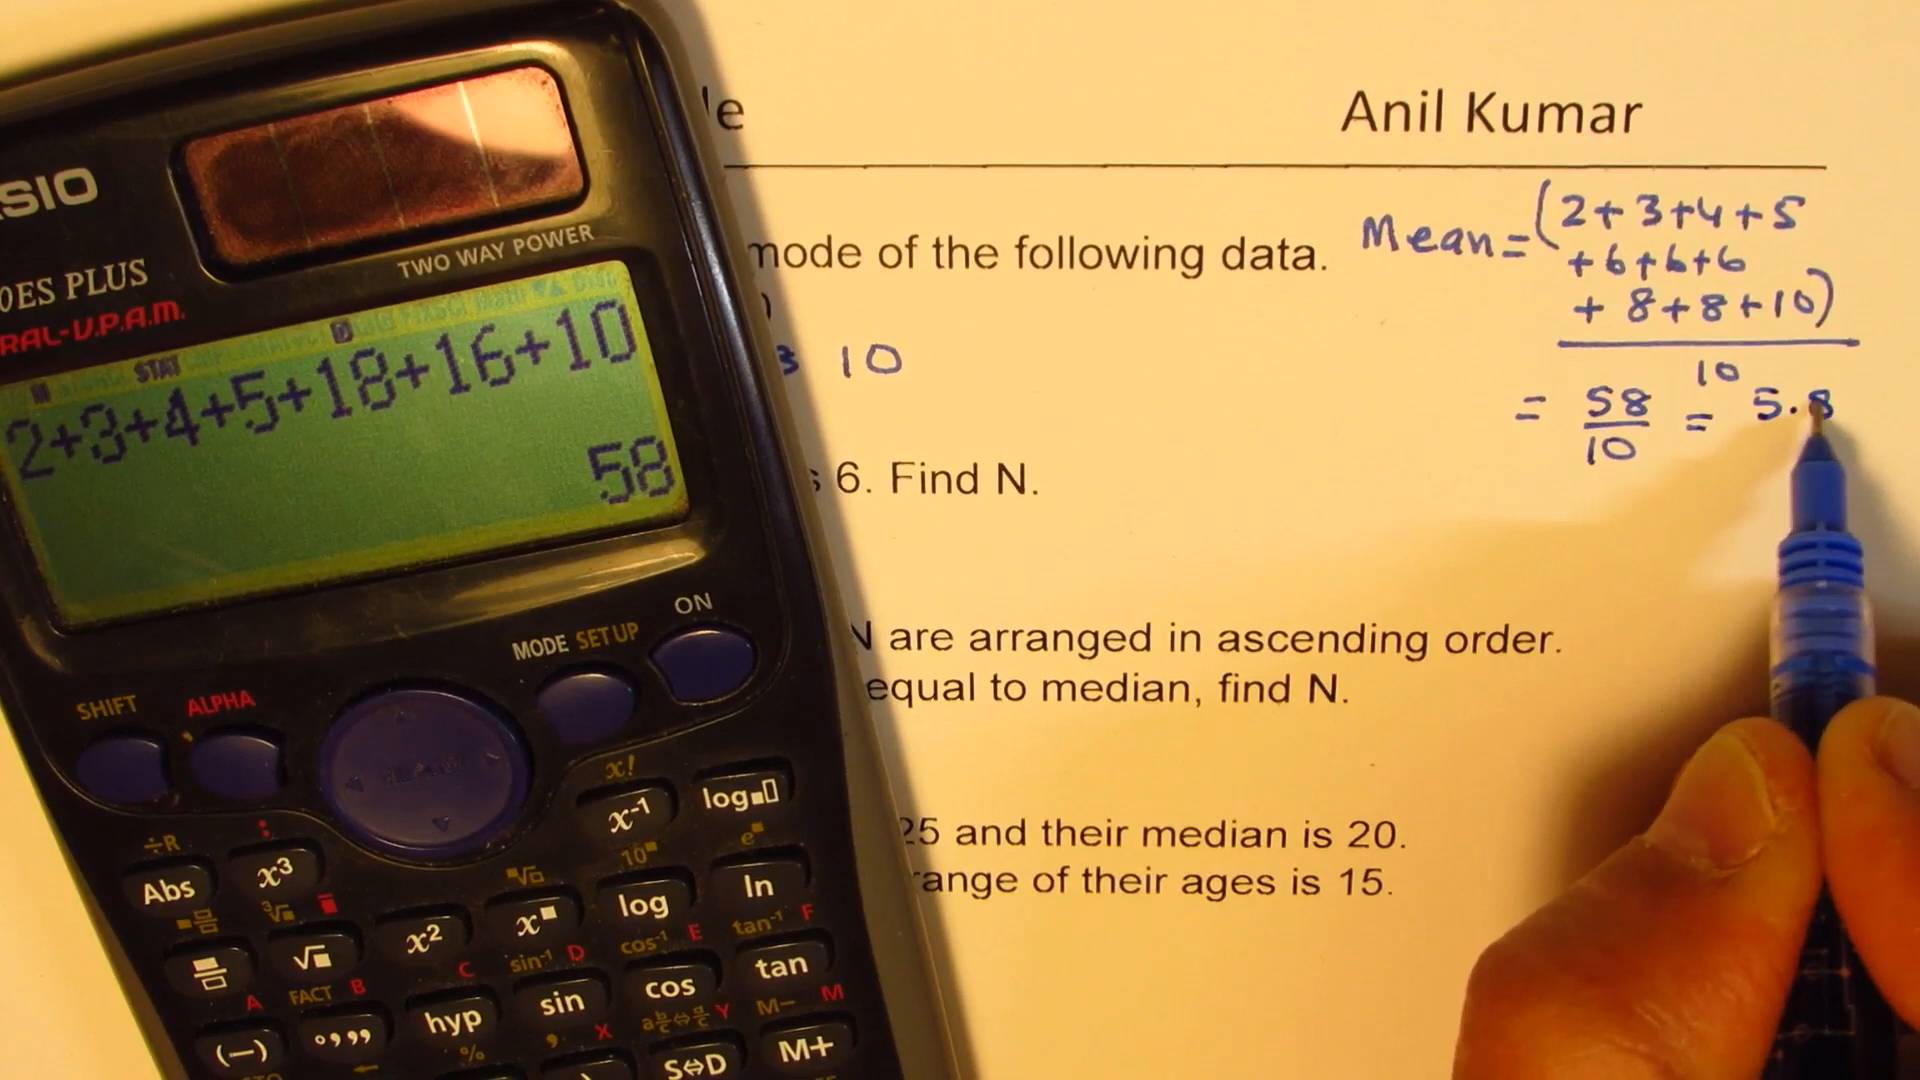 Anil Kumar
mode of the following data.
Mean = (2+3+4+5
+6+6+6
+ 8+8+10)
10
= 58/10 = 5.8
10
6. Find N.
N are arranged in ascending order.
equal to median, find N.
25 and their median is 20.
range of their ages is 15.
SIO
TWO WAY POWER
0ES PLUS
RAL-V.P.A.M.
STAT D Math
2+3+4+5+18+16+10
58
ON
MODE SETUP
SHIFT ALPHA
x!
x⁻¹ log
÷R : 10 e
Abs x³ log ln
x² x tan⁻¹ F
cos⁻¹ E
sin⁻¹ D
√ C
A FACT B hyp sin cos tan
(−) °,,, X a b/c⇔d/c Y M− M
% , S⇔D M+